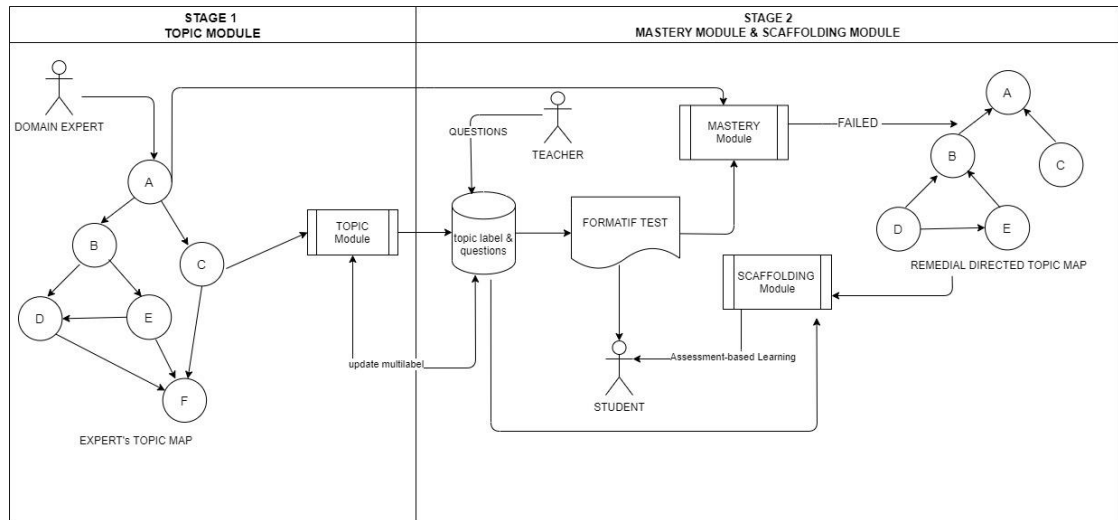 STAGE 1
TOPIC MODULE
STAGE 2
MASTERY MODULE & SCAFFOLDING MODULE
DOMAIN EXPERT
A
B
C
D
E
F
EXPERT's TOPIC MAP
TOPIC
Module
update multilabel
QUESTIONS
TEACHER
topic label &
questions
FORMATIF TEST
STUDENT
MASTERY
Module
FAILED
A
B
C
D
E
REMEDIAL DIRECTED TOPIC MAP
SCAFFOLDING
Module
Assessment-based Learning